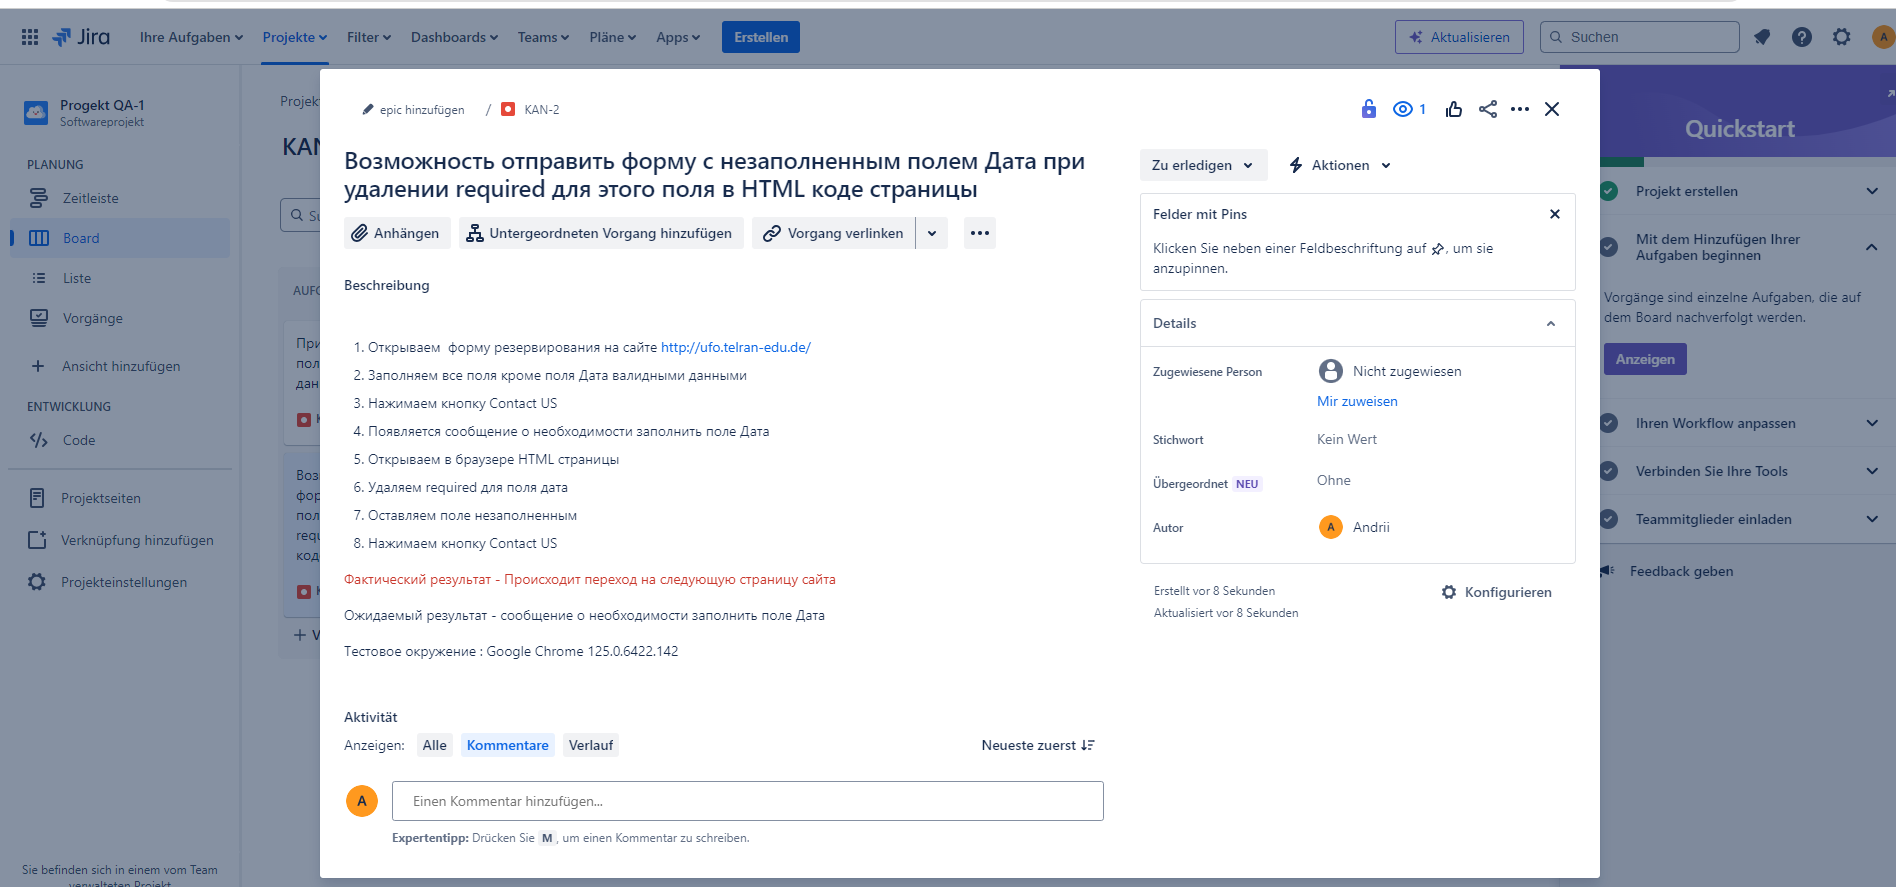 Jira
Ihre Aufgaben
Projekte
Filter
Dashboards
Teams
Pläne
Apps
Erstellen
Aktualisieren
Suchen
A
Progekt QA-1
Softwareprojekt
PLANUNG
Zeitleiste
Board
Liste
Vorgänge
Ansicht hinzufügen
ENTWICKLUNG
Code
Projektseiten
Verknüpfung hinzufügen
Projekteinstellungen
Sie befinden sich in einem vom Team
verwalteten Projekt
epic hinzufügen / KAN-2
1
Возможность отправить форму с незаполненным полем Дата при
удалении required для этого поля в HTML коде страницы
Anhängen
Untergeordneten Vorgang hinzufügen
Vorgang verlinken
Beschreibung
1. Открываем форму резервирования на сайте http://ufo.telran-edu.de/
2. Заполняем все поля кроме поля Дата валидными данными
3. Нажимаем кнопку Contact US
4. Появляется сообщение о необходимости заполнить поле Дата
5. Открываем в браузере HTML страницы
6. Удаляем required для поля дата
7. Оставляем поле незаполненным
8. Нажимаем кнопку Contact US
Фактический результат - Происходит переход на следующую страницу сайта
Ожидаемый результат - сообщение о необходимости заполнить поле Дата
Тестовое окружение : Google Chrome 125.0.6422.142
Aktivität
Anzeigen:
Alle
Kommentare
Verlauf
Neueste zuerst
A
Einen Kommentar hinzufügen...
Expertentipp: Drücken Sie M, um einen Kommentar zu schreiben.
Zu erledigen
Aktionen
Felder mit Pins
Klicken Sie neben einer Feldbeschriftung auf , um sie
anzupinnen.
Details
Zugewiesene Person
Nicht zugewiesen
Mir zuweisen
Stichwort
Kein Wert
Übergeordnet NEU
Ohne
Autor
A Andrii
Erstellt vor 8 Sekunden
Aktualisiert vor 8 Sekunden
Konfigurieren
Quickstart
Projekt erstellen
Mit dem Hinzufügen Ihrer
Aufgaben beginnen
Vorgänge sind einzelne Aufgaben, die auf
dem Board nachverfolgt werden.
Anzeigen
Ihren Workflow anpassen
Verbinden Sie Ihre Tools
Teammitglieder einladen
Feedback geben